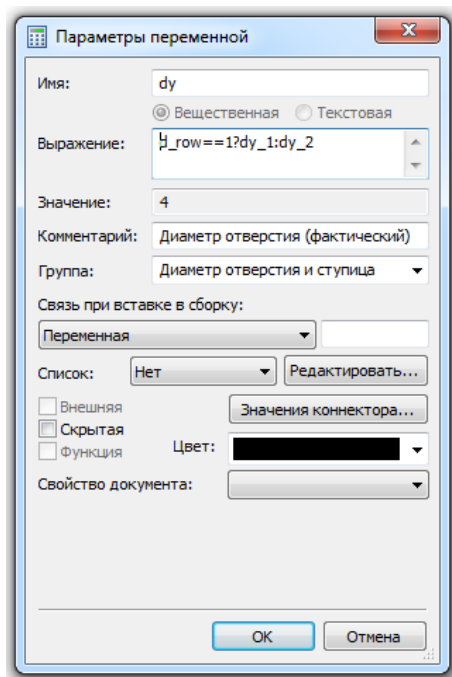 Параметры переменной
Имя: dy
Вещественная Текстовая
Выражение: d_row==1?dy_1:dy_2
Значение: 4
Комментарий: Диаметр отверстия (фактический)
Группа: Диаметр отверстия и ступица
Связь при вставке в сборку:
Переменная
Список: Нет Редактировать...
Внешняя Значения коннектора...
Скрытая
Функция Цвет:
Свойство документа:
OK Отмена